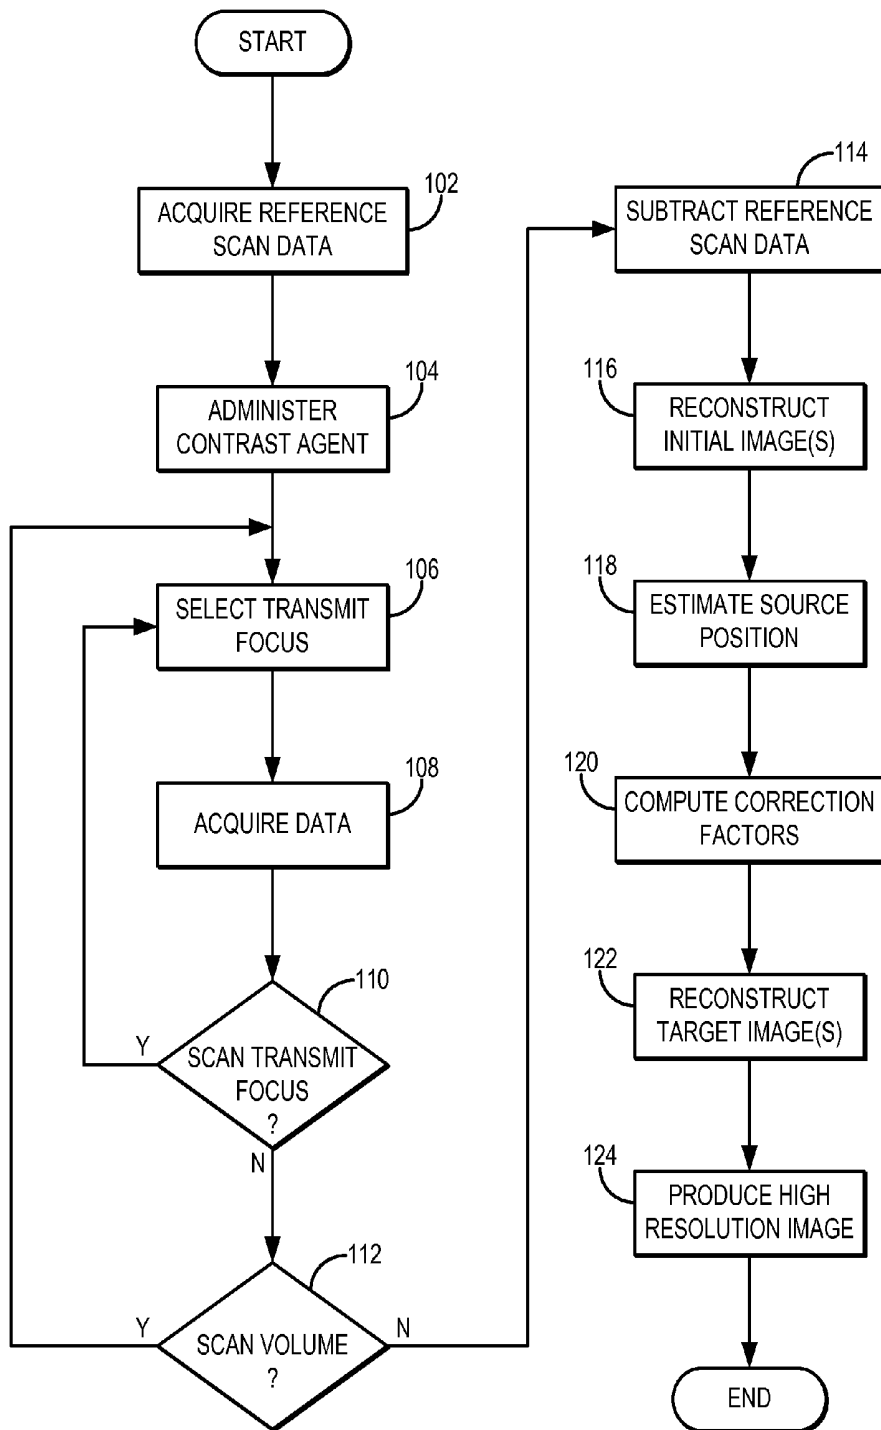 START
102
ACQUIRE REFERENCE
SCAN DATA
104
ADMINISTER
CONTRAST AGENT
106
SELECT TRANSMIT
FOCUS
108
ACQUIRE DATA
110
SCAN TRANSMIT
FOCUS
?
Y
N
112
SCAN VOLUME
?
Y
N
114
SUBTRACT REFERENCE
SCAN DATA
116
RECONSTRUCT
INITIAL IMAGE(S)
118
ESTIMATE SOURCE
POSITION
120
COMPUTE CORRECTION
FACTORS
122
RECONSTRUCT
TARGET IMAGE(S)
124
PRODUCE HIGH
RESOLUTION IMAGE
END